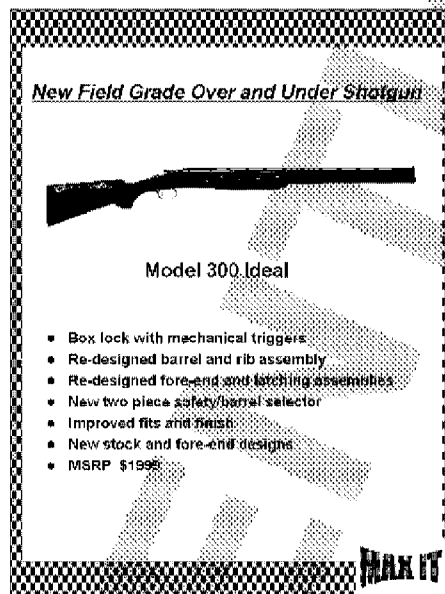 New Field Grade Over and Under Shotgun
Model 300 Ideal
• Box lock with mechanical triggers
• Re-designed barrel and rib assembly
• Re-designed fore-end and latching assemblies
• New two piece safety/barrel selector
• Improved fits and finish
• New stock and fore-end designs
• MSRP $1999
MAX IT